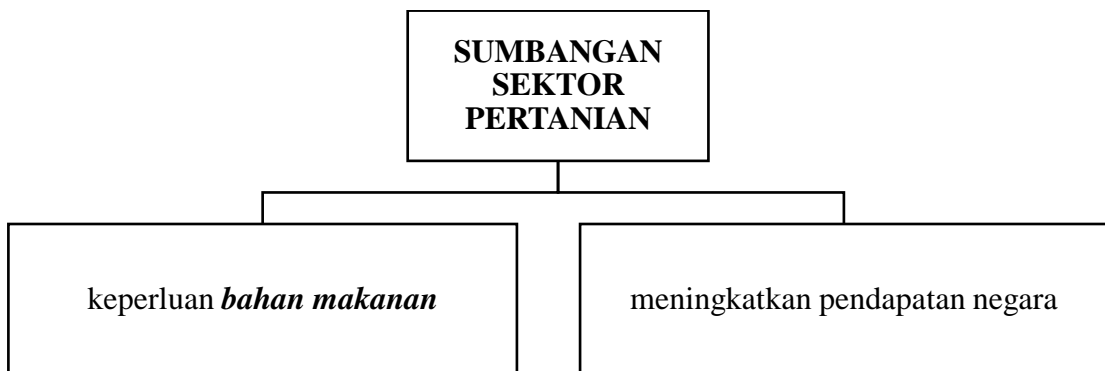 SUMBANGAN
SEKTOR
PERTANIAN
keperluan bahan makanan
meningkatkan pendapatan negara